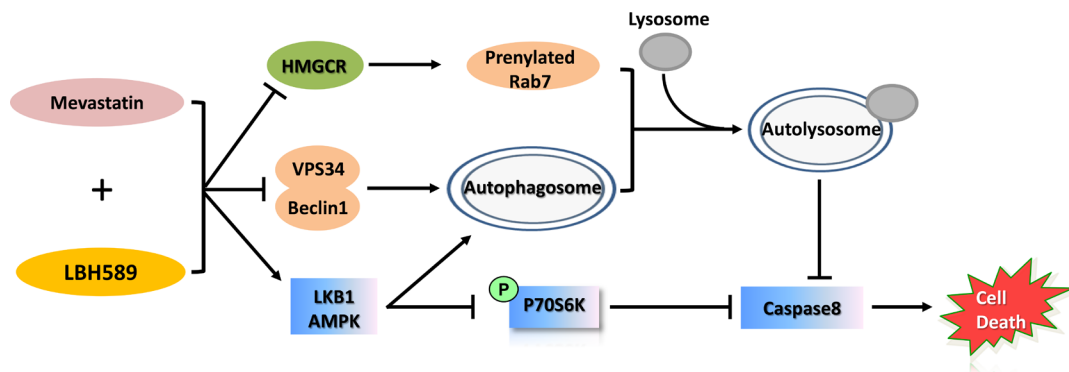 Lysosome
HMGCR
Prenylated
Rab7
Mevastatin
Autolysosome
VPS34
Beclin1
Autophagosome
+
LBH589
LKB1
AMPK
P
P70S6K
Caspase8
Cell
Death